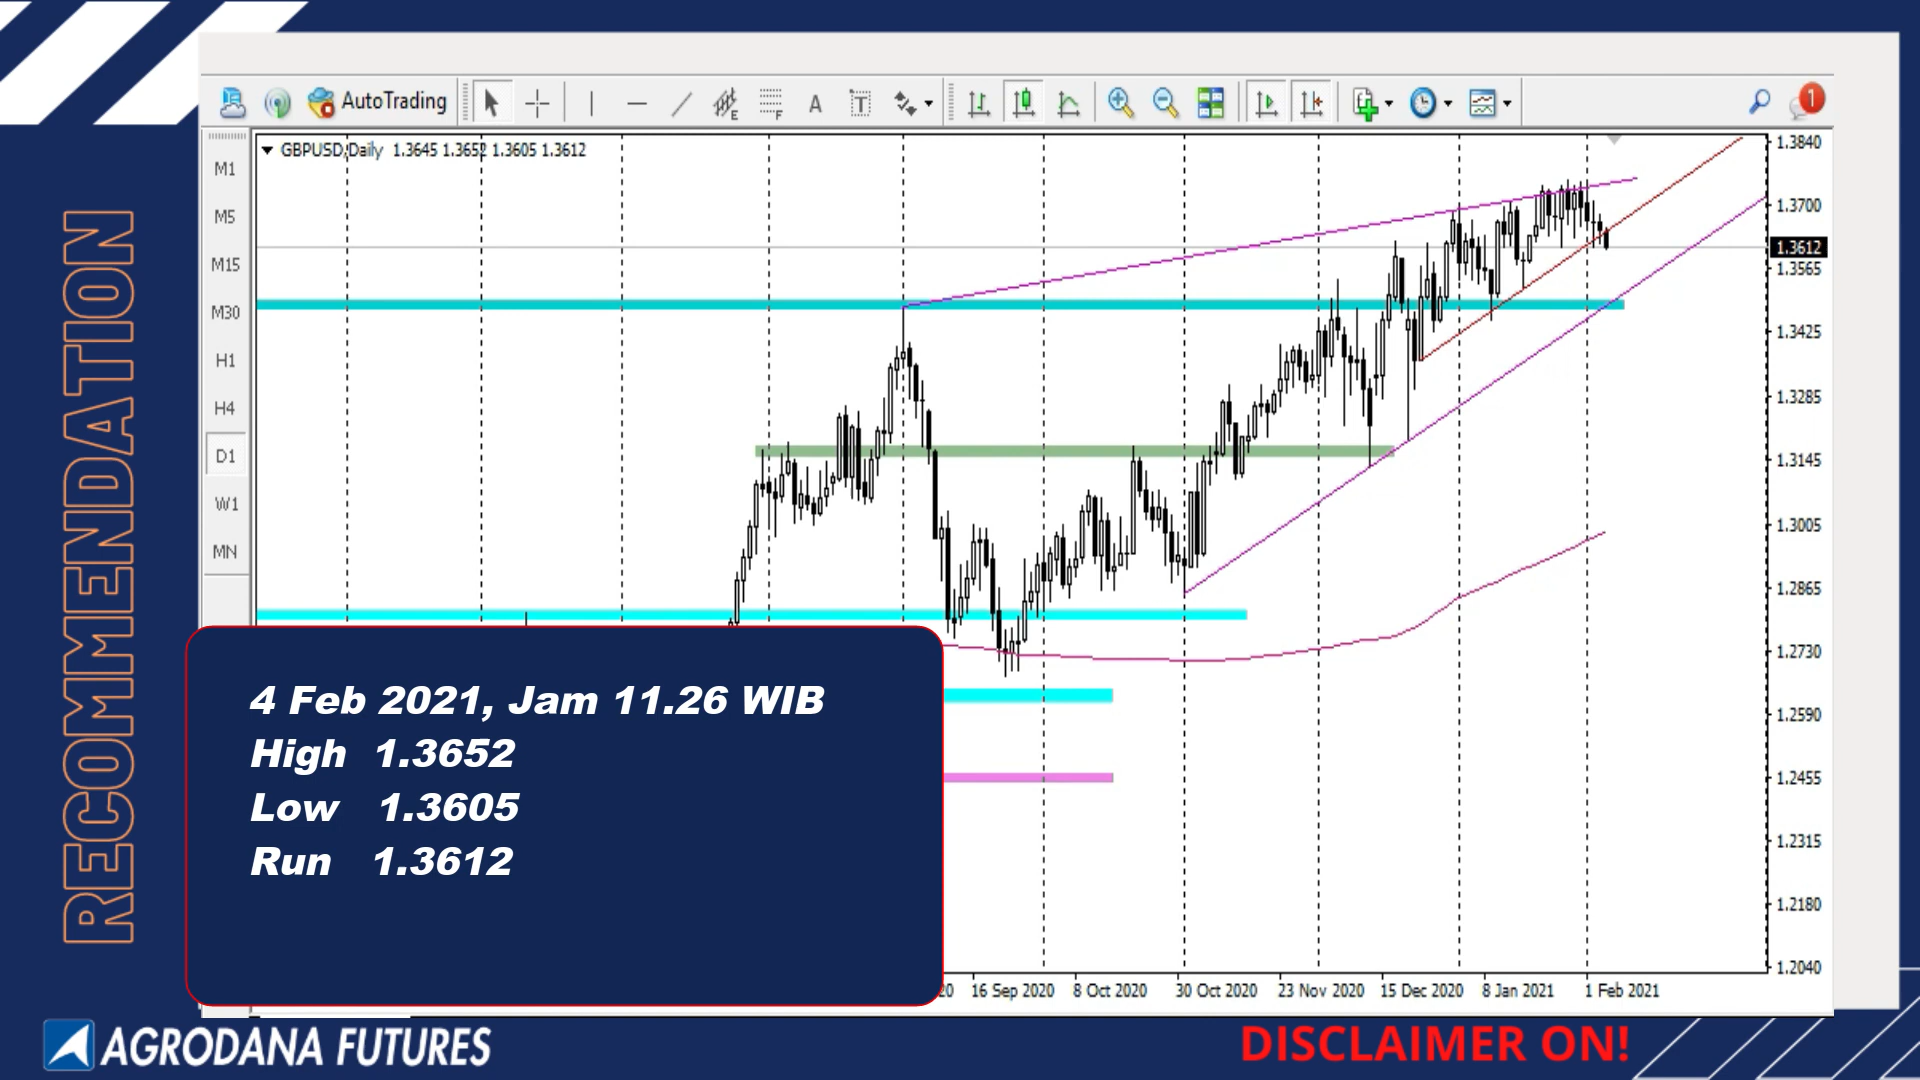 AutoTrading
E
F
A
T
1
GBPUSD,Daily 1.3645 1.3652 1.3605 1.3612
M1
M5
M15
M30
H1
H4
D1
W1
MN
1.3840
1.3700
1.3612
1.3565
1.3425
1.3285
1.3145
1.3005
1.2865
1.2730
1.2590
1.2455
1.2315
1.2180
1.2040
RECOMMENDATION
4 Feb 2021, Jam 11.26 WIB
High 1.3652
Low 1.3605
Run 1.3612
20 16 Sep 2020 8 Oct 2020 30 Oct 2020 23 Nov 2020 15 Dec 2020 8 Jan 2021 1 Feb 2021
AGRODANA FUTURES
DISCLAIMER ON!